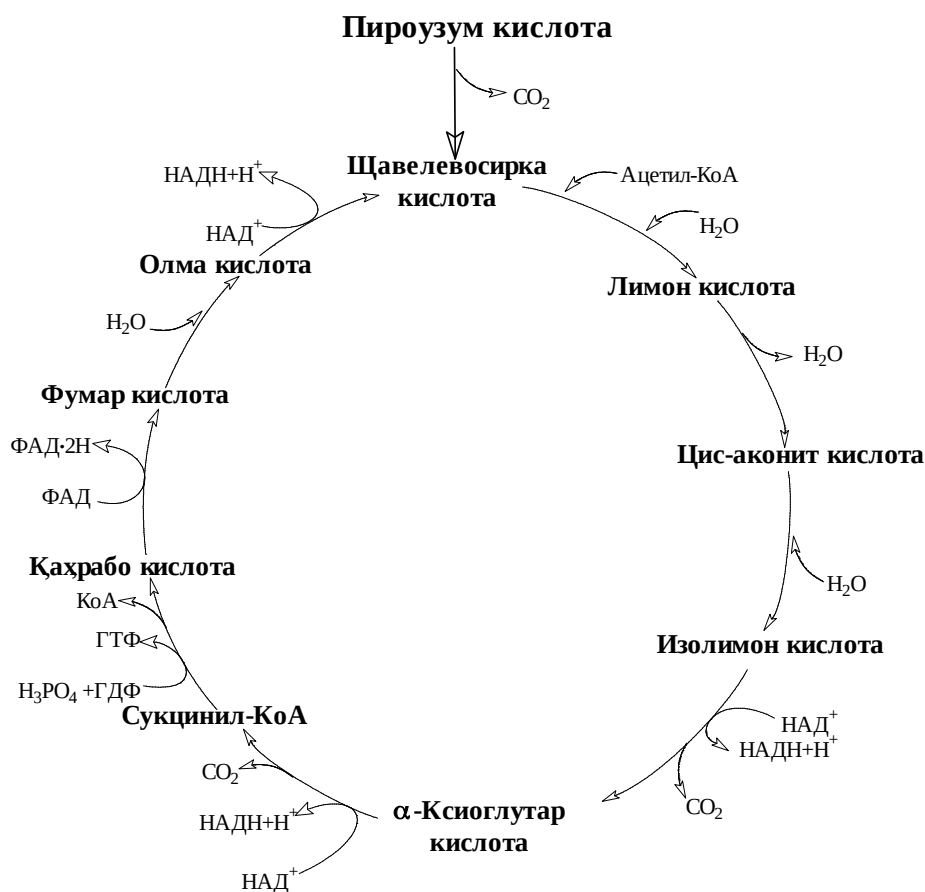 Пироузум кислота
CO₂
Щавелевосирка
кислота
НАДН+Н⁺
Ацетил-КоА
НАД⁺
H₂O
Олма кислота
Лимон кислота
H₂O
H₂O
Фумар кислота
ФАД·2Н
Цис-аконит кислота
ФАД
Қаҳрабо кислота
КоА
H₂O
ГТФ
Изолимон кислота
H₃PO₄ +ГДФ
Сукцинил-КоА
НАД⁺
НАДН+Н⁺
CO₂
CO₂
α-Ксиоглутар
кислота
НАДН+Н⁺
НАД⁺